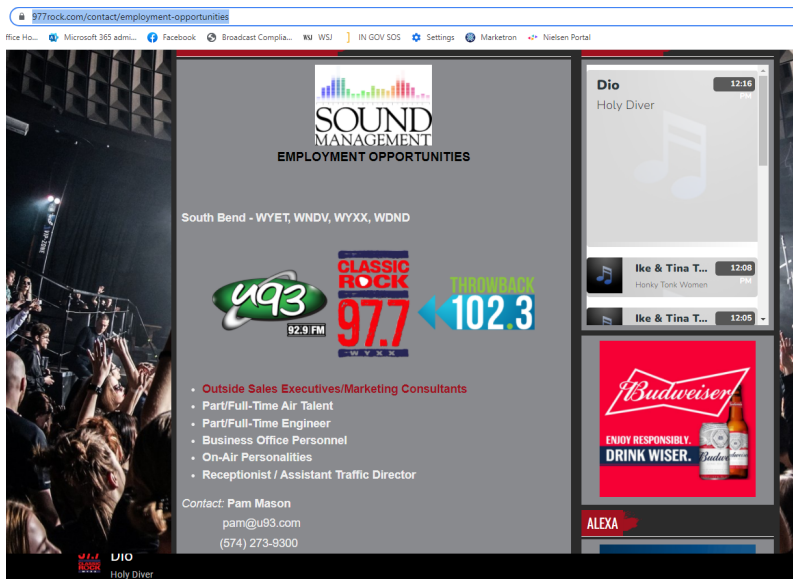 977rock.com/contact/employment-opportunities
ffice Ho... Microsoft 365 admi... Facebook Broadcast Complia... WSJ WSJ IN GOV SOS Settings Marketron Nielsen Portal
SOUND
MANAGEMENT
EMPLOYMENT OPPORTUNITIES
South Bend - WYET, WNDV, WYXX, WDND
u93
92.9 FM
CLASSIC
ROCK
97.7
WYXX
THROWBACK
102.3
• Outside Sales Executives/Marketing Consultants
• Part/Full-Time Air Talent
• Part/Full-Time Engineer
• Business Office Personnel
• On-Air Personalities
• Receptionist / Assistant Traffic Director
Contact: Pam Mason
pam@u93.com
(574) 273-9300
Dio 12:16 PM
Holy Diver
Ike & Tina T... 12:08 PM
Honky Tonk Women
Ike & Tina T... 12:05
Budweiser
ENJOY RESPONSIBLY.
DRINK WISER.
ALEXA
97.7
CLASSIC
ROCK
Dio
Holy Diver